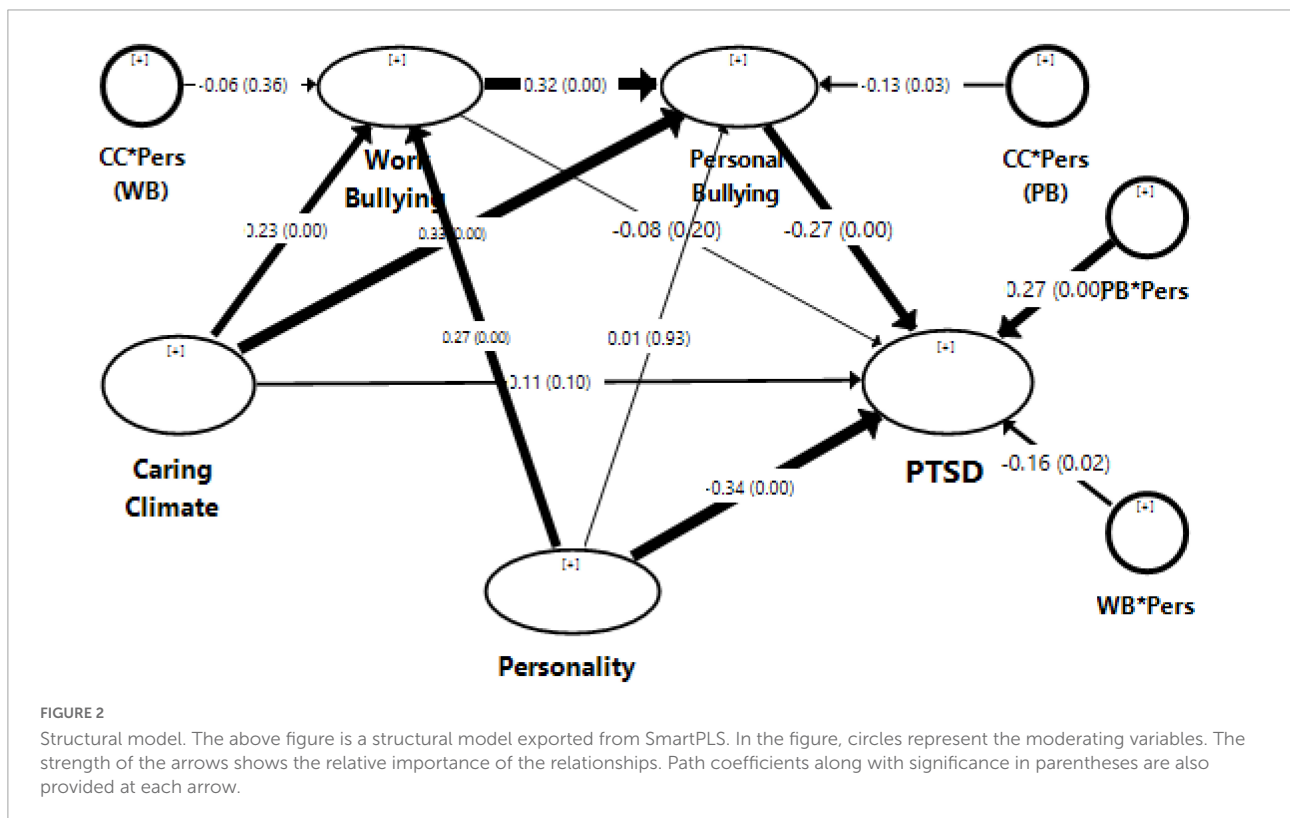 [+]
[+]
[+]
[+]
-0.06 (0.36)
0.32 (0.00)
-0.13 (0.03)
CC*Pers
(WB)
Work
Bullying
Personal
Bullying
CC*Pers
(PB)
[+]
0.23 (0.00)
0.33 (0.00)
-0.08 (0.20)
-0.27 (0.00)
0.27 (0.00)
PB*Pers
[+]
0.27 (0.00)
0.01 (0.93)
[+]
0.11 (0.10)
Caring
Climate
PTSD
-0.16 (0.02)
-0.34 (0.00)
[+]
[+]
WB*Pers
Personality
FIGURE 2
Structural model. The above figure is a structural model exported from SmartPLS. In the figure, circles represent the moderating variables. The
strength of the arrows shows the relative importance of the relationships. Path coefficients along with significance in parentheses are also
provided at each arrow.